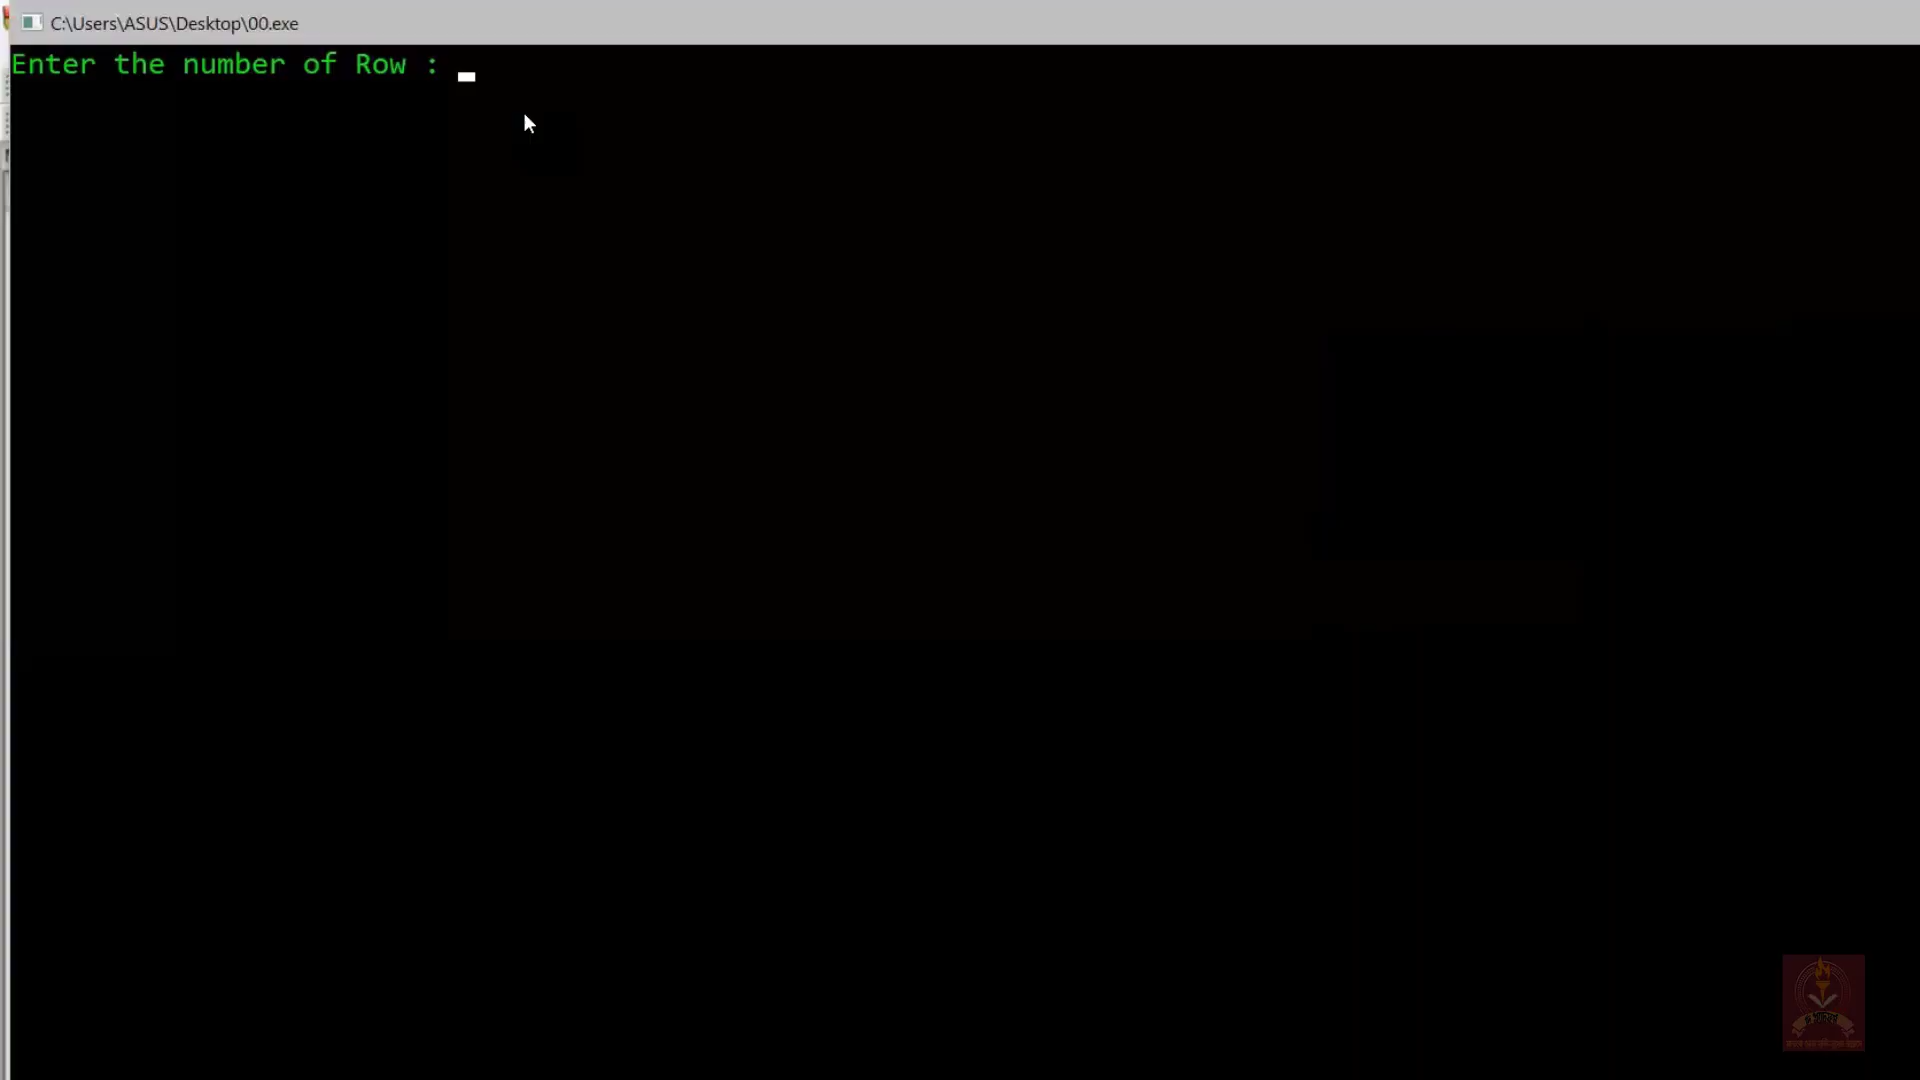 C:\Users\ASUS\Desktop\00.exe
Enter the number of Row :